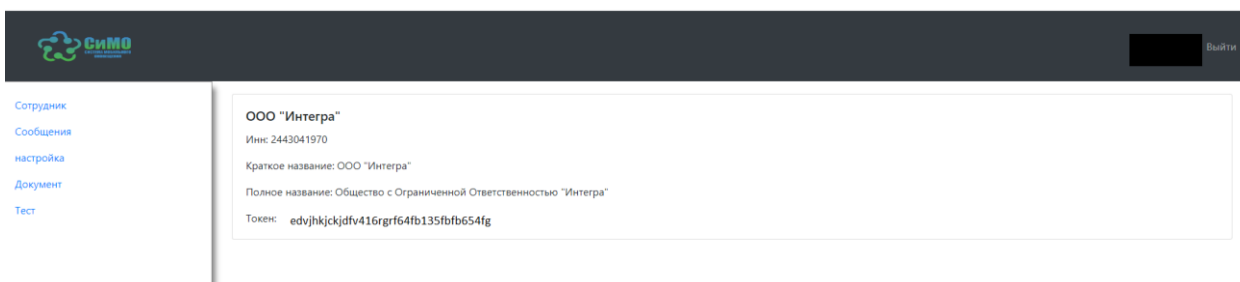 СиМО
Выйти
Сотрудник
Сообщения
настройка
Документ
Тест
ООО "Интегра"
Инн: 2443041970
Краткое название: ООО "Интегра"
Полное название: Общество с Ограниченной Ответственностью "Интегра"
Токен: edvjhkjckjdfv416rgrf64fb135fbfb654fg